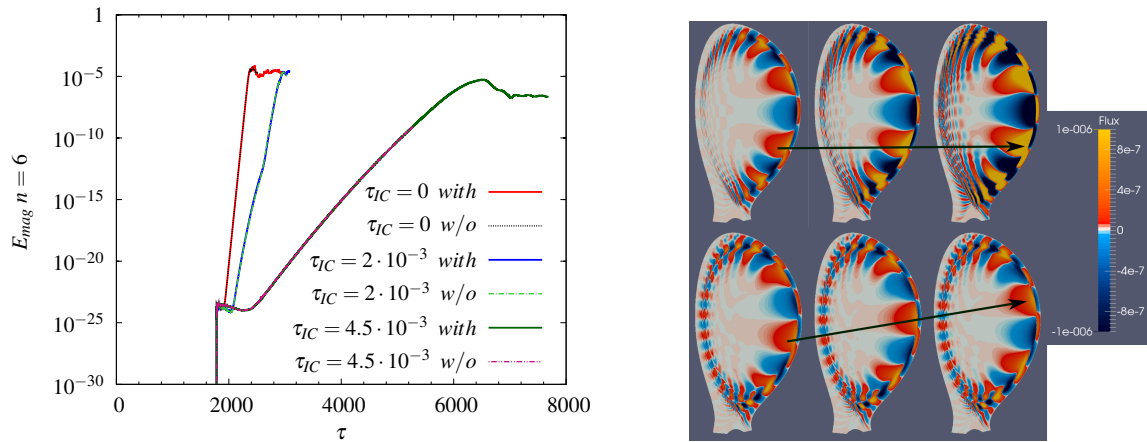 1
10⁻⁵
10⁻¹⁰
10⁻¹⁵
10⁻²⁰
10⁻²⁵
10⁻³⁰
E_mag n = 6
τ_IC = 0 with
τ_IC = 0 w/o
τ_IC = 2 · 10⁻³ with
τ_IC = 2 · 10⁻³ w/o
τ_IC = 4.5 · 10⁻³ with
τ_IC = 4.5 · 10⁻³ w/o
0 2000 4000 6000 8000
τ
Flux
1e-006
8e-7
4e-7
0
-4e-7
-8e-7
-1e-006